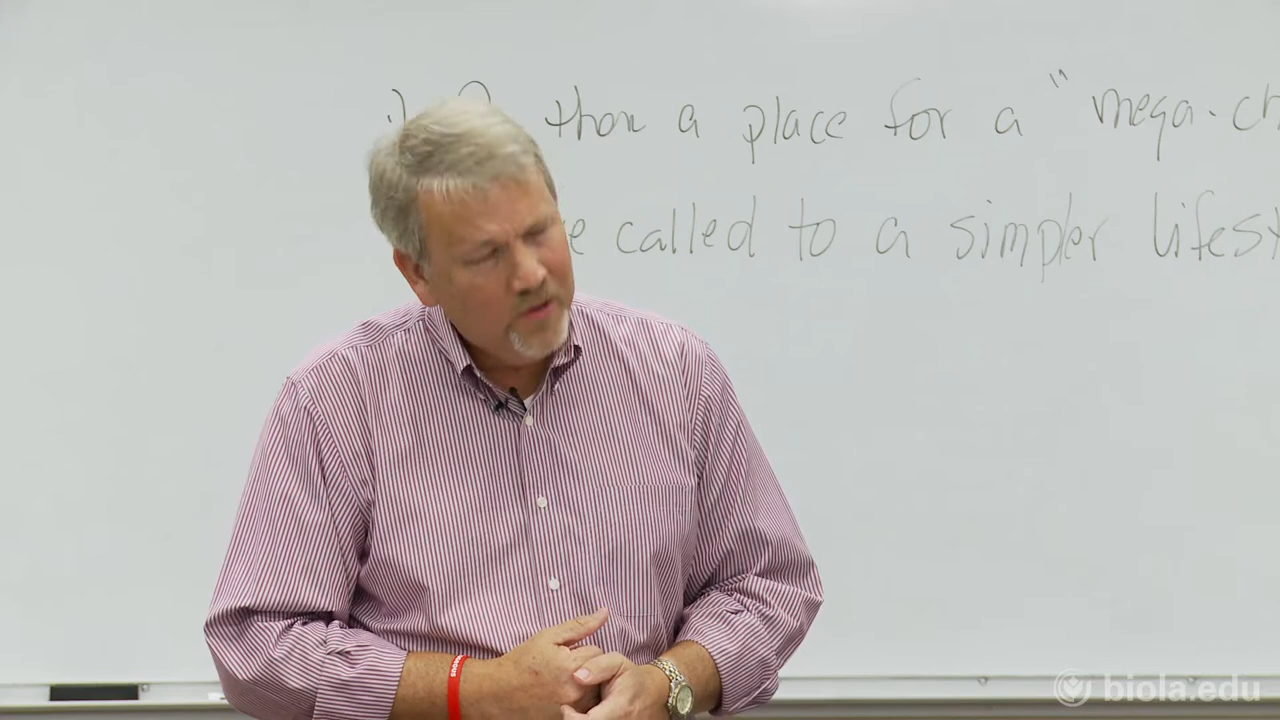 than a place for a "mega-ch
called to a simpler lifest
biola.edu